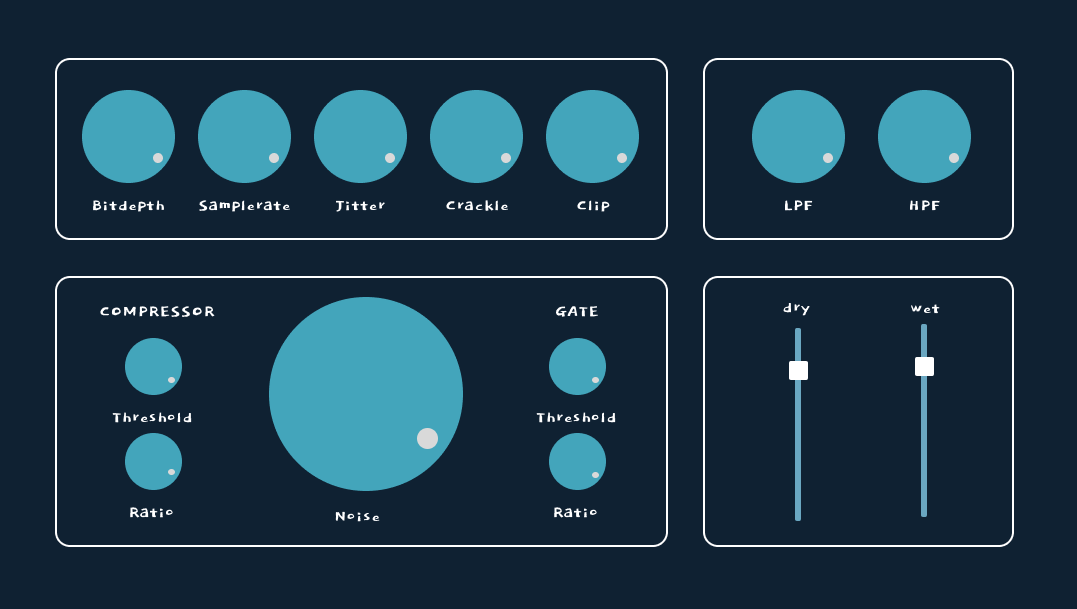 Bitdepth
Samplerate
Jitter
Crackle
Clip
LPF
HPF
COMPRESSOR
Threshold
Ratio
Noise
GATE
Threshold
Ratio
dry
wet